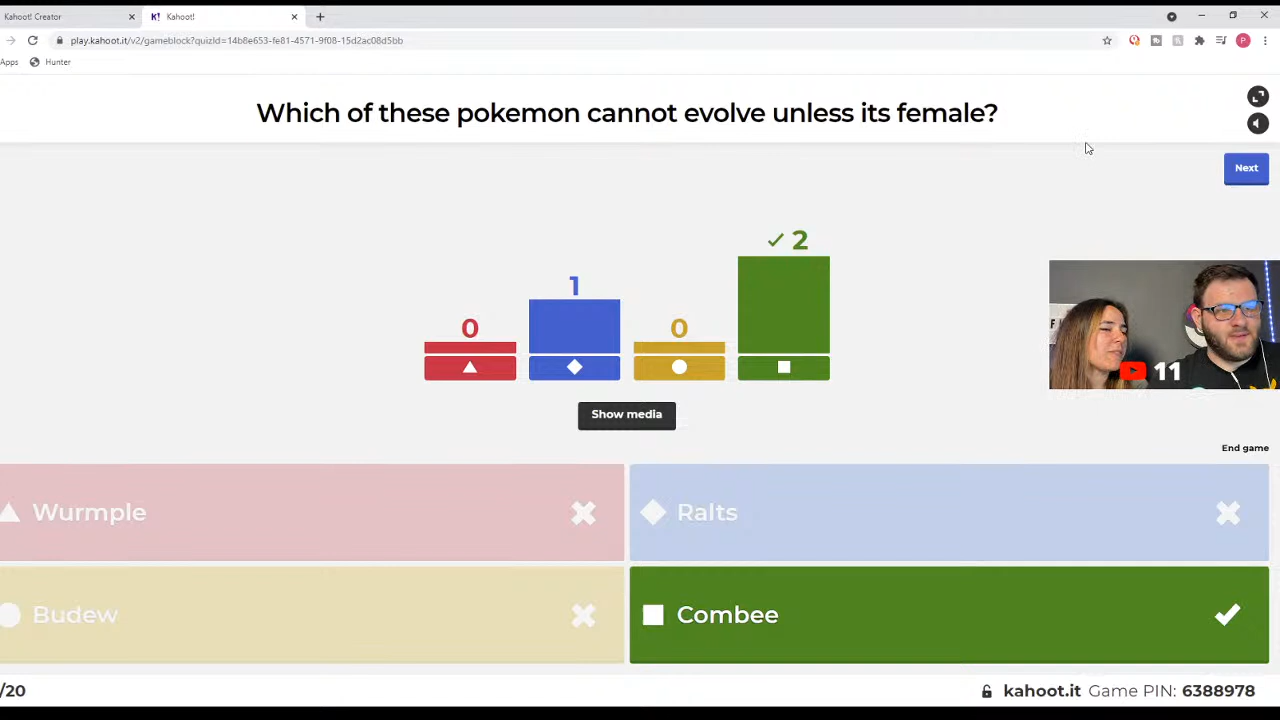 Kahoot! Creator
K! Kahoot!
play.kahoot.it/v2/gameblock?quizId=14b8e653-fe81-4571-9f08-15d2ac08d5bb
P
Apps
Hunter
Which of these pokemon cannot evolve unless its female?
Next
0
1
0
2
11
Show media
End game
Wurmple
Ralts
Budew
Combee
/20
kahoot.it Game PIN: 6388978